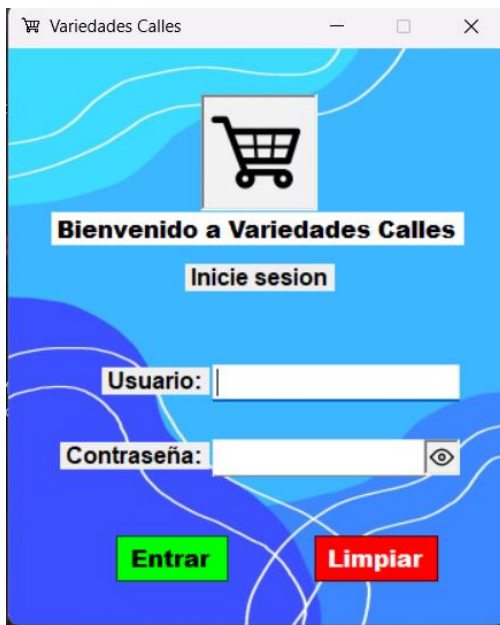 Variedades Calles
Bienvenido a Variedades Calles
Inicie sesion
Usuario:
Contraseña:
Entrar
Limpiar